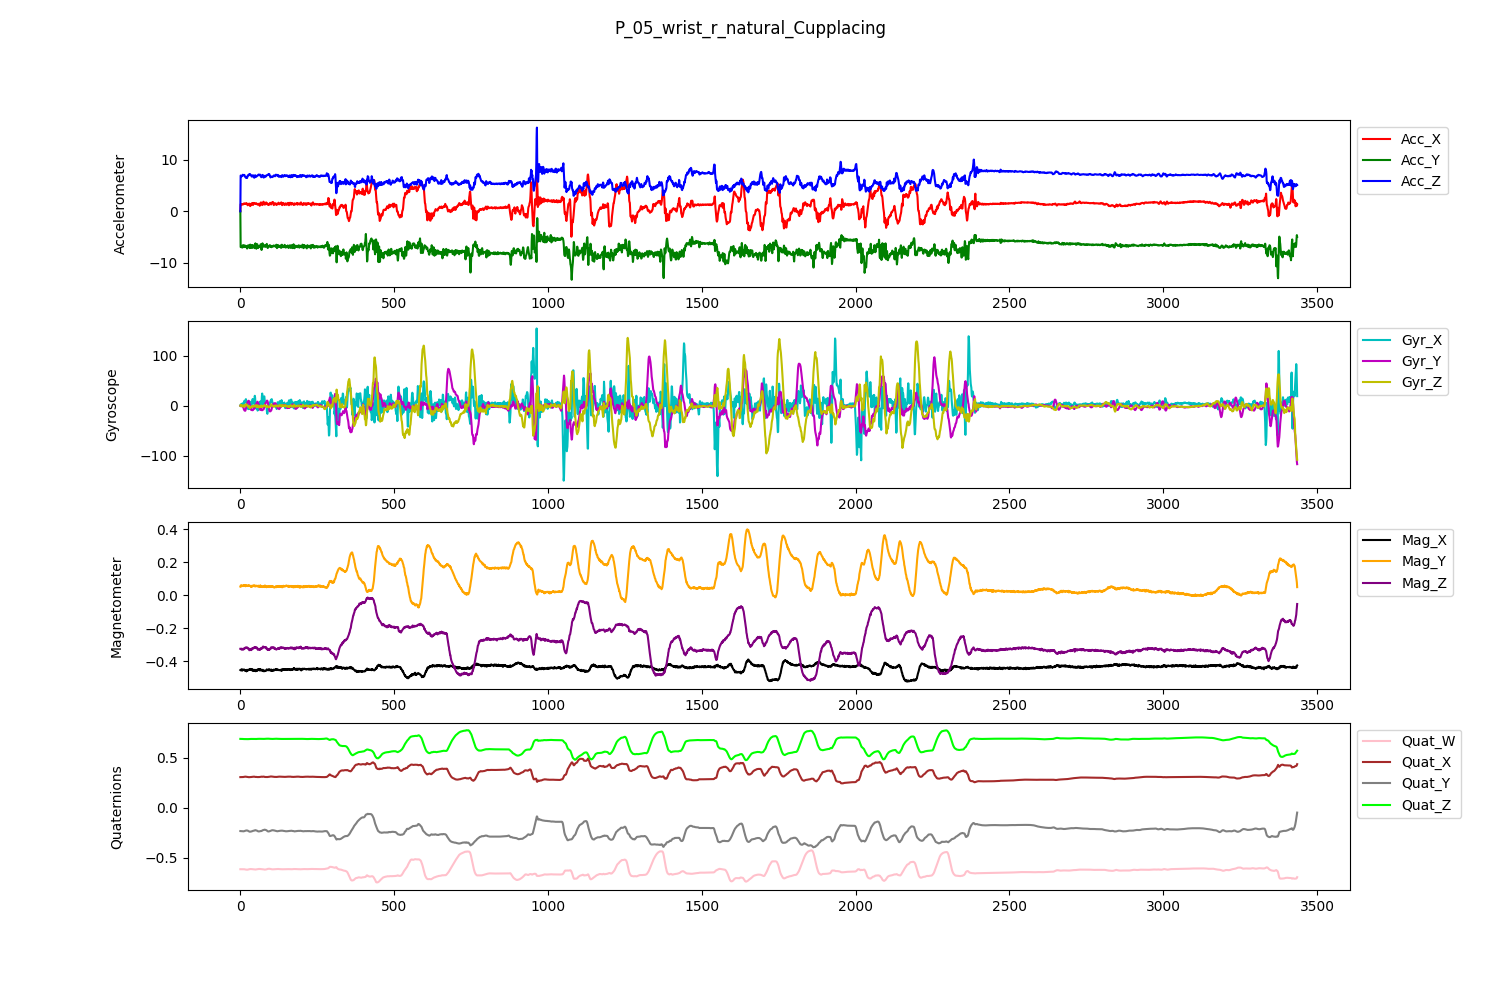 P_05_wrist_r_natural_Cupplacing
Accelerometer
10
0
−10
0 500 1000 1500 2000 2500 3000 3500
Acc_X
Acc_Y
Acc_Z
Gyroscope
100
0
−100
0 500 1000 1500 2000 2500 3000 3500
Gyr_X
Gyr_Y
Gyr_Z
Magnetometer
0.4
0.2
0.0
−0.2
−0.4
0 500 1000 1500 2000 2500 3000 3500
Mag_X
Mag_Y
Mag_Z
Quaternions
0.5
0.0
−0.5
0 500 1000 1500 2000 2500 3000 3500
Quat_W
Quat_X
Quat_Y
Quat_Z